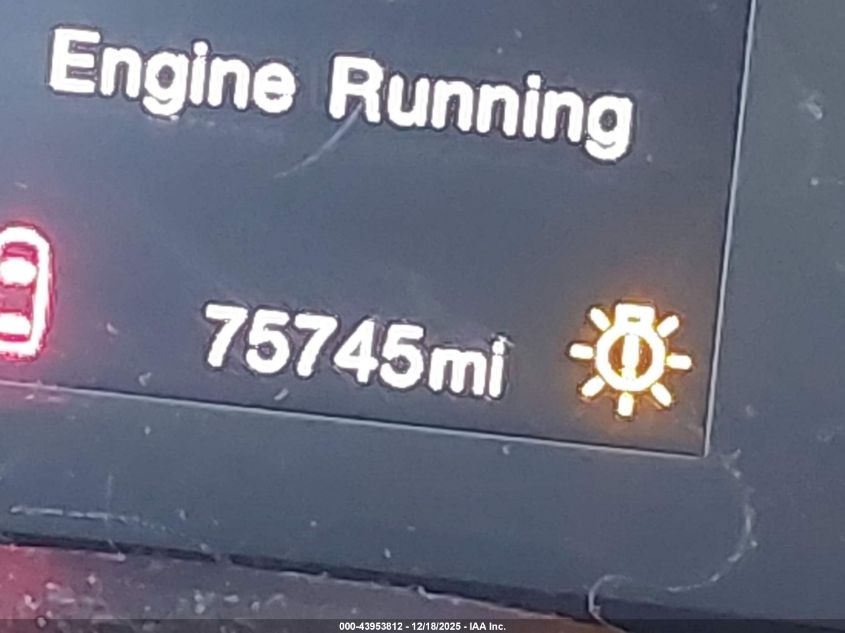 Engine Running
75745mi
000-43953812 - 12/18/2025 - IAA Inc.